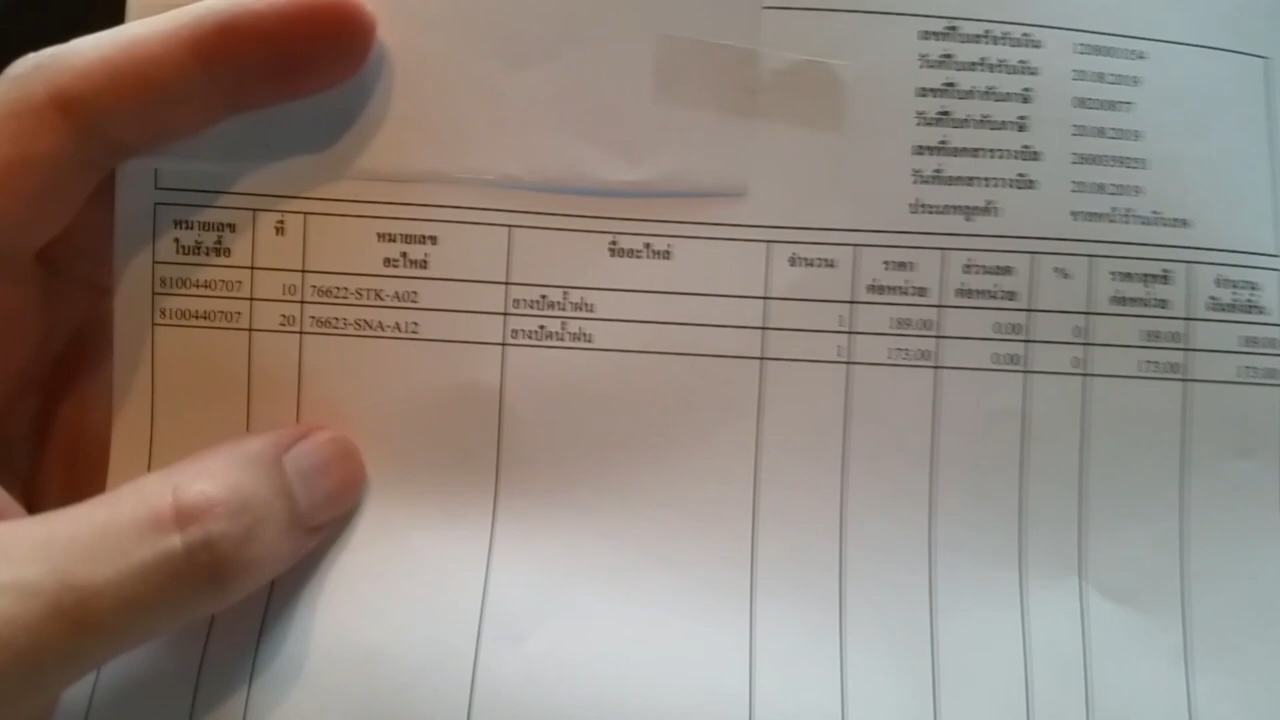 เลขที่ใบเสร็จรับเงิน
วันที่ใบเสร็จรับเงิน 20.08.2019
เลขที่ใบกำกับภาษี 08200877
วันที่ใบกำกับภาษี 20.08.2019
เลขที่เอกสารวางบิล
วันที่เอกสารวางบิล 20.08.2019
ประเภทลูกค้า
หมายเลขใบสั่งซื้อ ที่ หมายเลขอะไหล่ ชื่ออะไหล่ จำนวน ราคาต่อหน่วย ส่วนลดต่อหน่วย % ราคาสุทธิต่อหน่วย จำนวน
8100440707 10 76622-STK-A02 ยางปัดน้ำฝน 1 189.00 0.00 0 189.00 189.00
8100440707 20 76623-SNA-A12 ยางปัดน้ำฝน 1 173.00 0.00 0 173.00 173.00